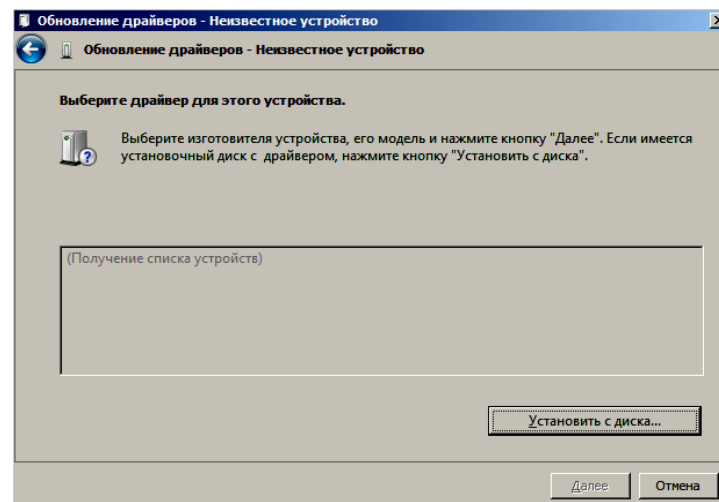 Обновление драйверов - Неизвестное устройство
Обновление драйверов - Неизвестное устройство
Выберите драйвер для этого устройства.
Выберите изготовителя устройства, его модель и нажмите кнопку "Далее". Если имеется
установочный диск с драйвером, нажмите кнопку "Установить с диска".
(Получение списка устройств)
Установить с диска...
Далее
Отмена